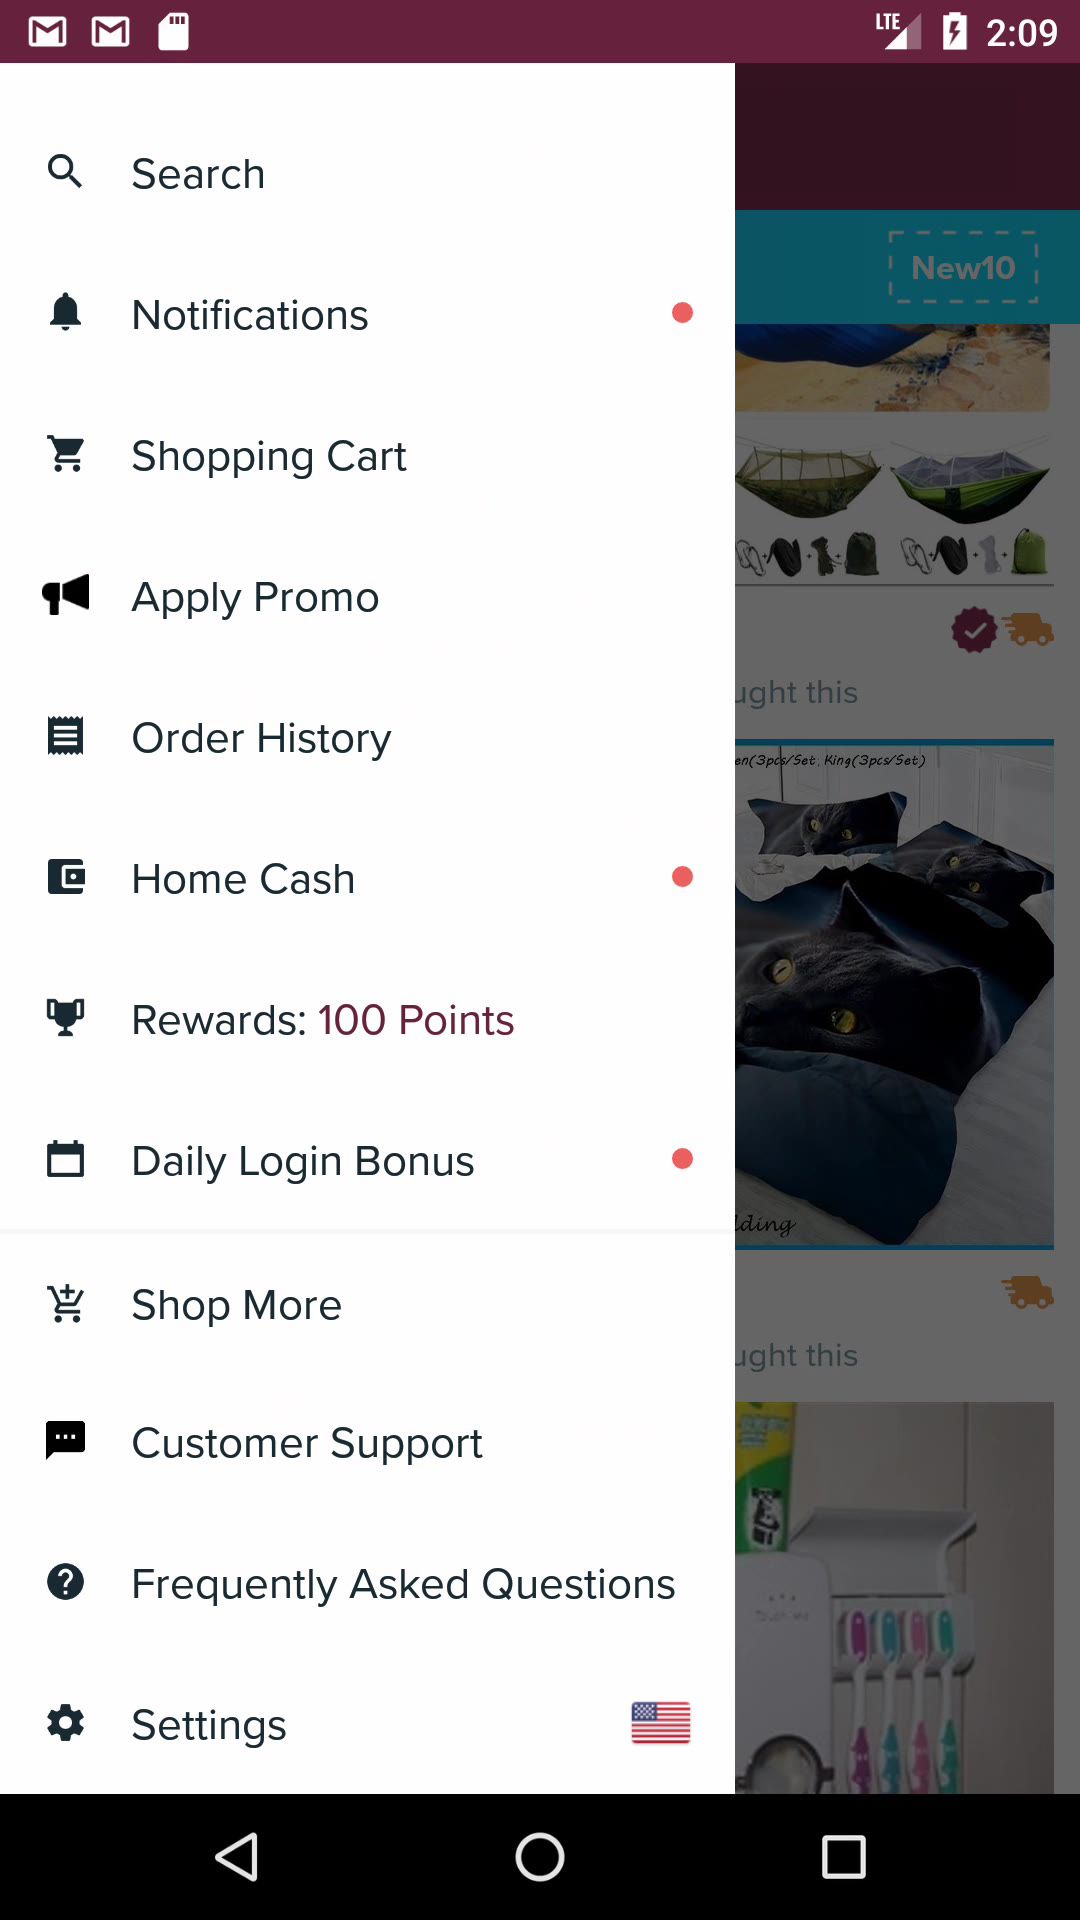 LTE 2:09
Search
New10
Notifications
Shopping Cart
Apply Promo
ught this
Order History
en(3pcs/Set, King(3pcs/Set)
Home Cash
Rewards: 100 Points
Daily Login Bonus
lding
Shop More
ught this
Customer Support
Frequently Asked Questions
Touch Me
Settings